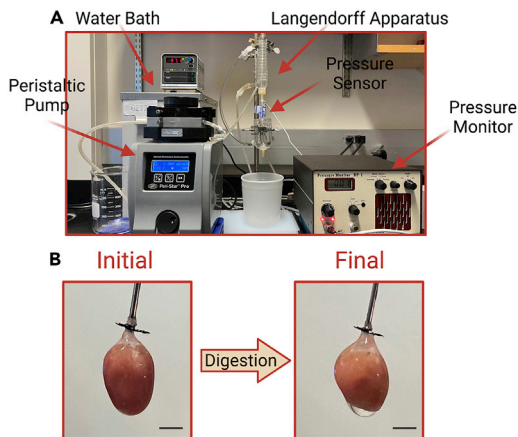 A
Water Bath
Langendorff Apparatus
Peristaltic
Pump
Pressure
Sensor
Pressure
Monitor
Peri-Star Pro
Pressure Monitor BP-1
B
Initial
Final
Digestion